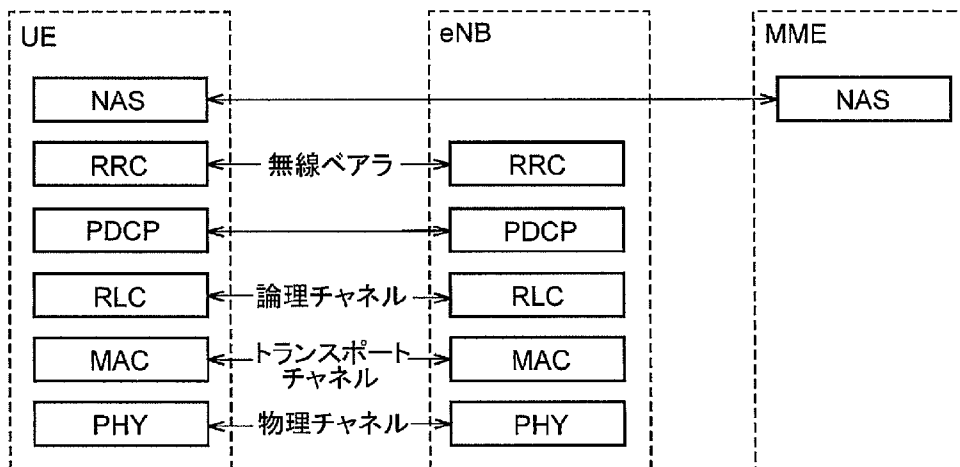 UE
eNB
MME
NAS
NAS
RRC
無線ベアラ
RRC
PDCP
PDCP
RLC
論理チャネル
RLC
MAC
トランスポート
チャネル
MAC
PHY
物理チャネル
PHY